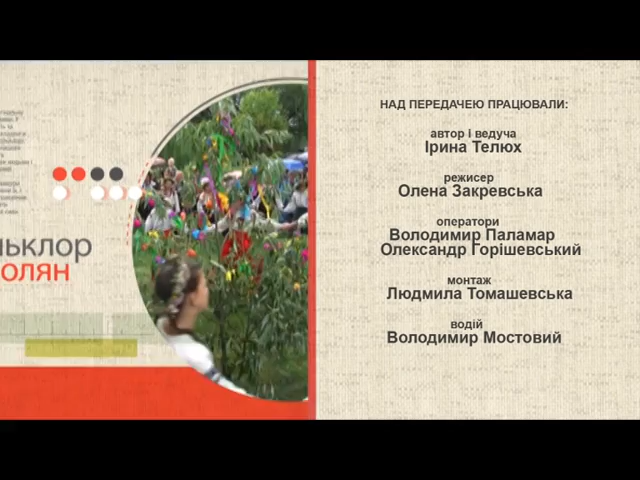 льклор
олян
НАД ПЕРЕДАЧЕЮ ПРАЦЮВАЛИ:
автор і ведуча
Ірина Телюх
режисер
Олена Закревська
оператори
Володимир Паламар
Олександр Горішевський
монтаж
Людмила Томашевська
водій
Володимир Мостовий